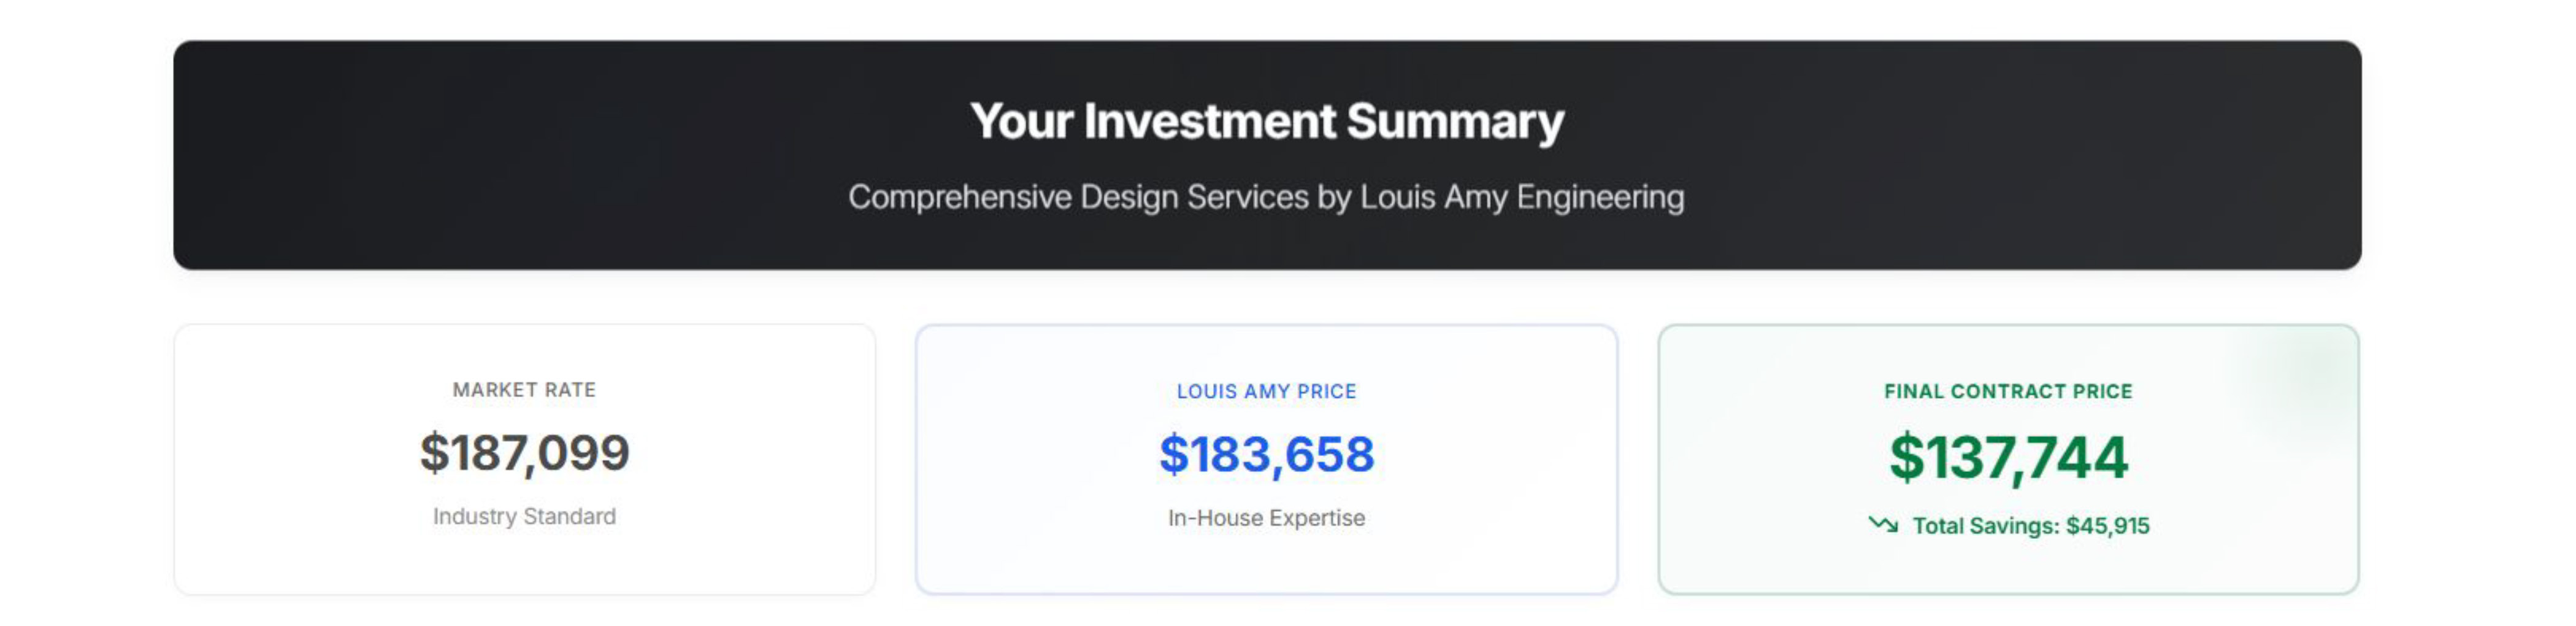 Your Investment Summary
Comprehensive Design Services by Louis Amy Engineering
MARKET RATE
$187,099
Industry Standard
LOUIS AMY PRICE
$183,658
In-House Expertise
FINAL CONTRACT PRICE
$137,744
Total Savings: $45,915